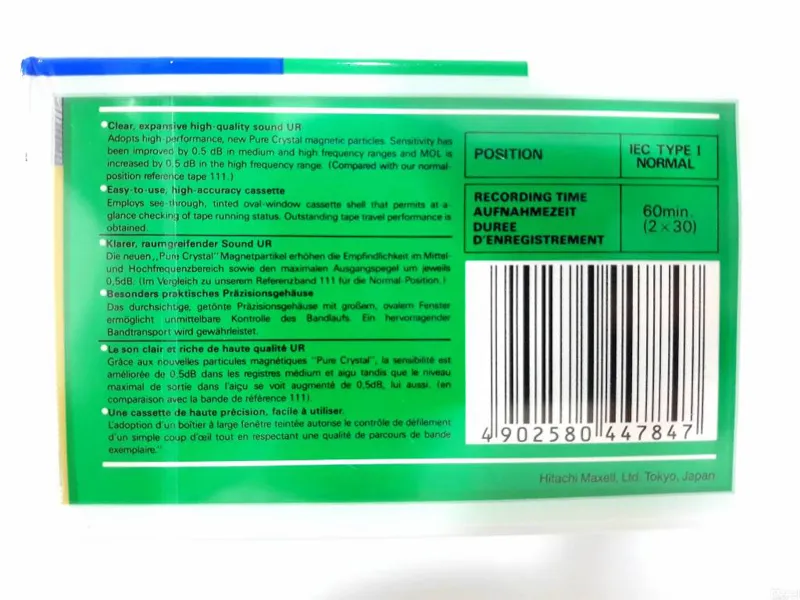 Clear, expansive high-quality sound UR
Adopts high-performance, new Pure Crystal magnetic particles. Sensitivity has
been improved by 0.5 dB in medium and high frequency ranges and MOL is
increased by 0.5 dB in the high frequency range. (Compared with our normal-
position reference tape 111.)
Easy-to-use, high-accuracy cassette
Employs see-through, tinted oval-window cassette shell that permits at-a-
glance checking of tape running status. Outstanding tape travel performance is
obtained.
Klarer, raumgreifender Sound UR
Die neuen „Pure Crystal" Magnetpartikel erhöhen die Empfindlichkeit im Mittel-
und Hochfrequenzbereich sowie den maximalen Ausgangspegel um jeweils
0,5dB. (Im Vergleich zu unserem Referenzband 111 für die Normal-Position.)
Besonders praktisches Präzisionsgehäuse
Das durchsichtige, getönte Präzisionsgehäuse mit großem, ovalem Fenster
ermöglicht unmittelbare Kontrolle des Bandlaufs. Ein hervorragender
Bandtransport wird gewährleistet.
Le son clair et riche de haute qualité UR
Grâce aux nouvelles particules magnétiques "Pure Crystal", la sensibilité est
améliorée de 0,5dB dans les registres médium et aigu tandis que le niveau
maximal de sortie dans l'aigu se voit augmenté de 0,5dB, lui aussi. (en
comparaison avec la bande de référence 111).
Une cassette de haute précision, facile à utiliser.
L'adoption d'un boîtier à large fenêtre teintée autorise le contrôle de défilement
d'un simple coup d'œil tout en respectant une qualité de parcours de bande
exemplaire."
POSITION
IEC TYPE I
NORMAL
RECORDING TIME
AUFNAHMEZEIT
DUREE
D'ENREGISTREMENT
60min.
(2×30)
4902580 447847
Hitachi Maxell, Ltd. Tokyo, Japan